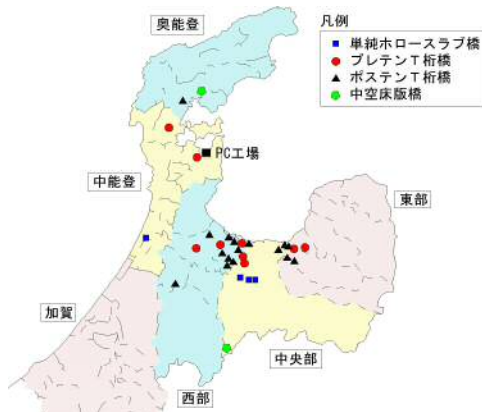 奥能登
凡例
単純ホロースラブ橋
プレテンT桁橋
ポステンT桁橋
中空床版橋
PC工場
中能登
東部
加賀
中央部
西部